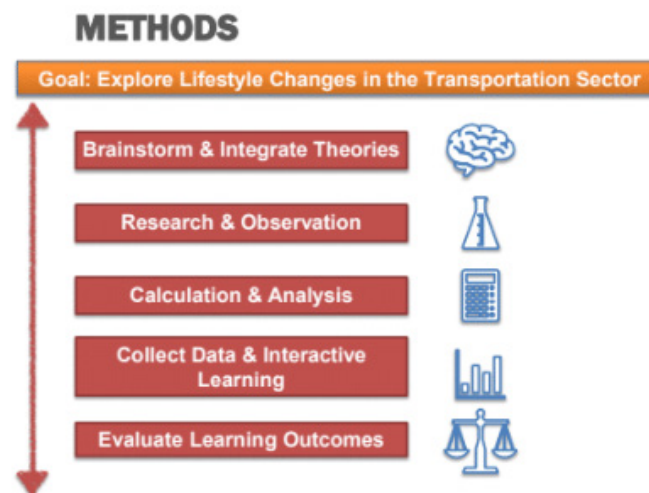 METHODS
Goal: Explore Lifestyle Changes in the Transportation Sector
Brainstorm & Integrate Theories
Research & Observation
Calculation & Analysis
Collect Data & Interactive
Learning
Evaluate Learning Outcomes